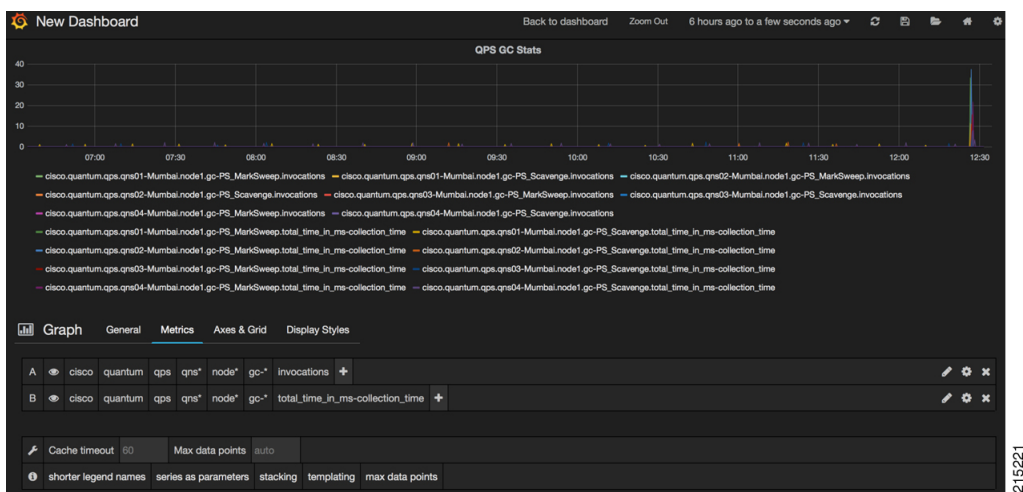 New Dashboard Back to dashboard Zoom Out 6 hours ago to a few seconds ago
QPS GC Stats
40
30
20
10
0
07:00 07:30 08:00 08:30 09:00 09:30 10:00 10:30 11:00 11:30 12:00 12:30
cisco.quantum.qps.qns01-Mumbai.node1.gc-PS_MarkSweep.invocations cisco.quantum.qps.qns01-Mumbai.node1.gc-PS_Scavenge.invocations cisco.quantum.qps.qns02-Mumbai.node1.gc-PS_MarkSweep.invocations
cisco.quantum.qps.qns02-Mumbai.node1.gc-PS_Scavenge.invocations cisco.quantum.qps.qns03-Mumbai.node1.gc-PS_MarkSweep.invocations cisco.quantum.qps.qns03-Mumbai.node1.gc-PS_Scavenge.invocations
cisco.quantum.qps.qns04-Mumbai.node1.gc-PS_MarkSweep.invocations cisco.quantum.qps.qns04-Mumbai.node1.gc-PS_Scavenge.invocations
cisco.quantum.qps.qns01-Mumbai.node1.gc-PS_MarkSweep.total_time_in_ms-collection_time cisco.quantum.qps.qns01-Mumbai.node1.gc-PS_Scavenge.total_time_in_ms-collection_time
cisco.quantum.qps.qns02-Mumbai.node1.gc-PS_MarkSweep.total_time_in_ms-collection_time cisco.quantum.qps.qns02-Mumbai.node1.gc-PS_Scavenge.total_time_in_ms-collection_time
cisco.quantum.qps.qns03-Mumbai.node1.gc-PS_MarkSweep.total_time_in_ms-collection_time cisco.quantum.qps.qns03-Mumbai.node1.gc-PS_Scavenge.total_time_in_ms-collection_time
cisco.quantum.qps.qns04-Mumbai.node1.gc-PS_MarkSweep.total_time_in_ms-collection_time cisco.quantum.qps.qns04-Mumbai.node1.gc-PS_Scavenge.total_time_in_ms-collection_time
Graph General Metrics Axes & Grid Display Styles
A cisco quantum qps qns* node* gc-* invocations +
B cisco quantum qps qns* node* gc-* total_time_in_ms-collection_time +
Cache timeout 60 Max data points auto
shorter legend names series as parameters stacking templating max data points
215221